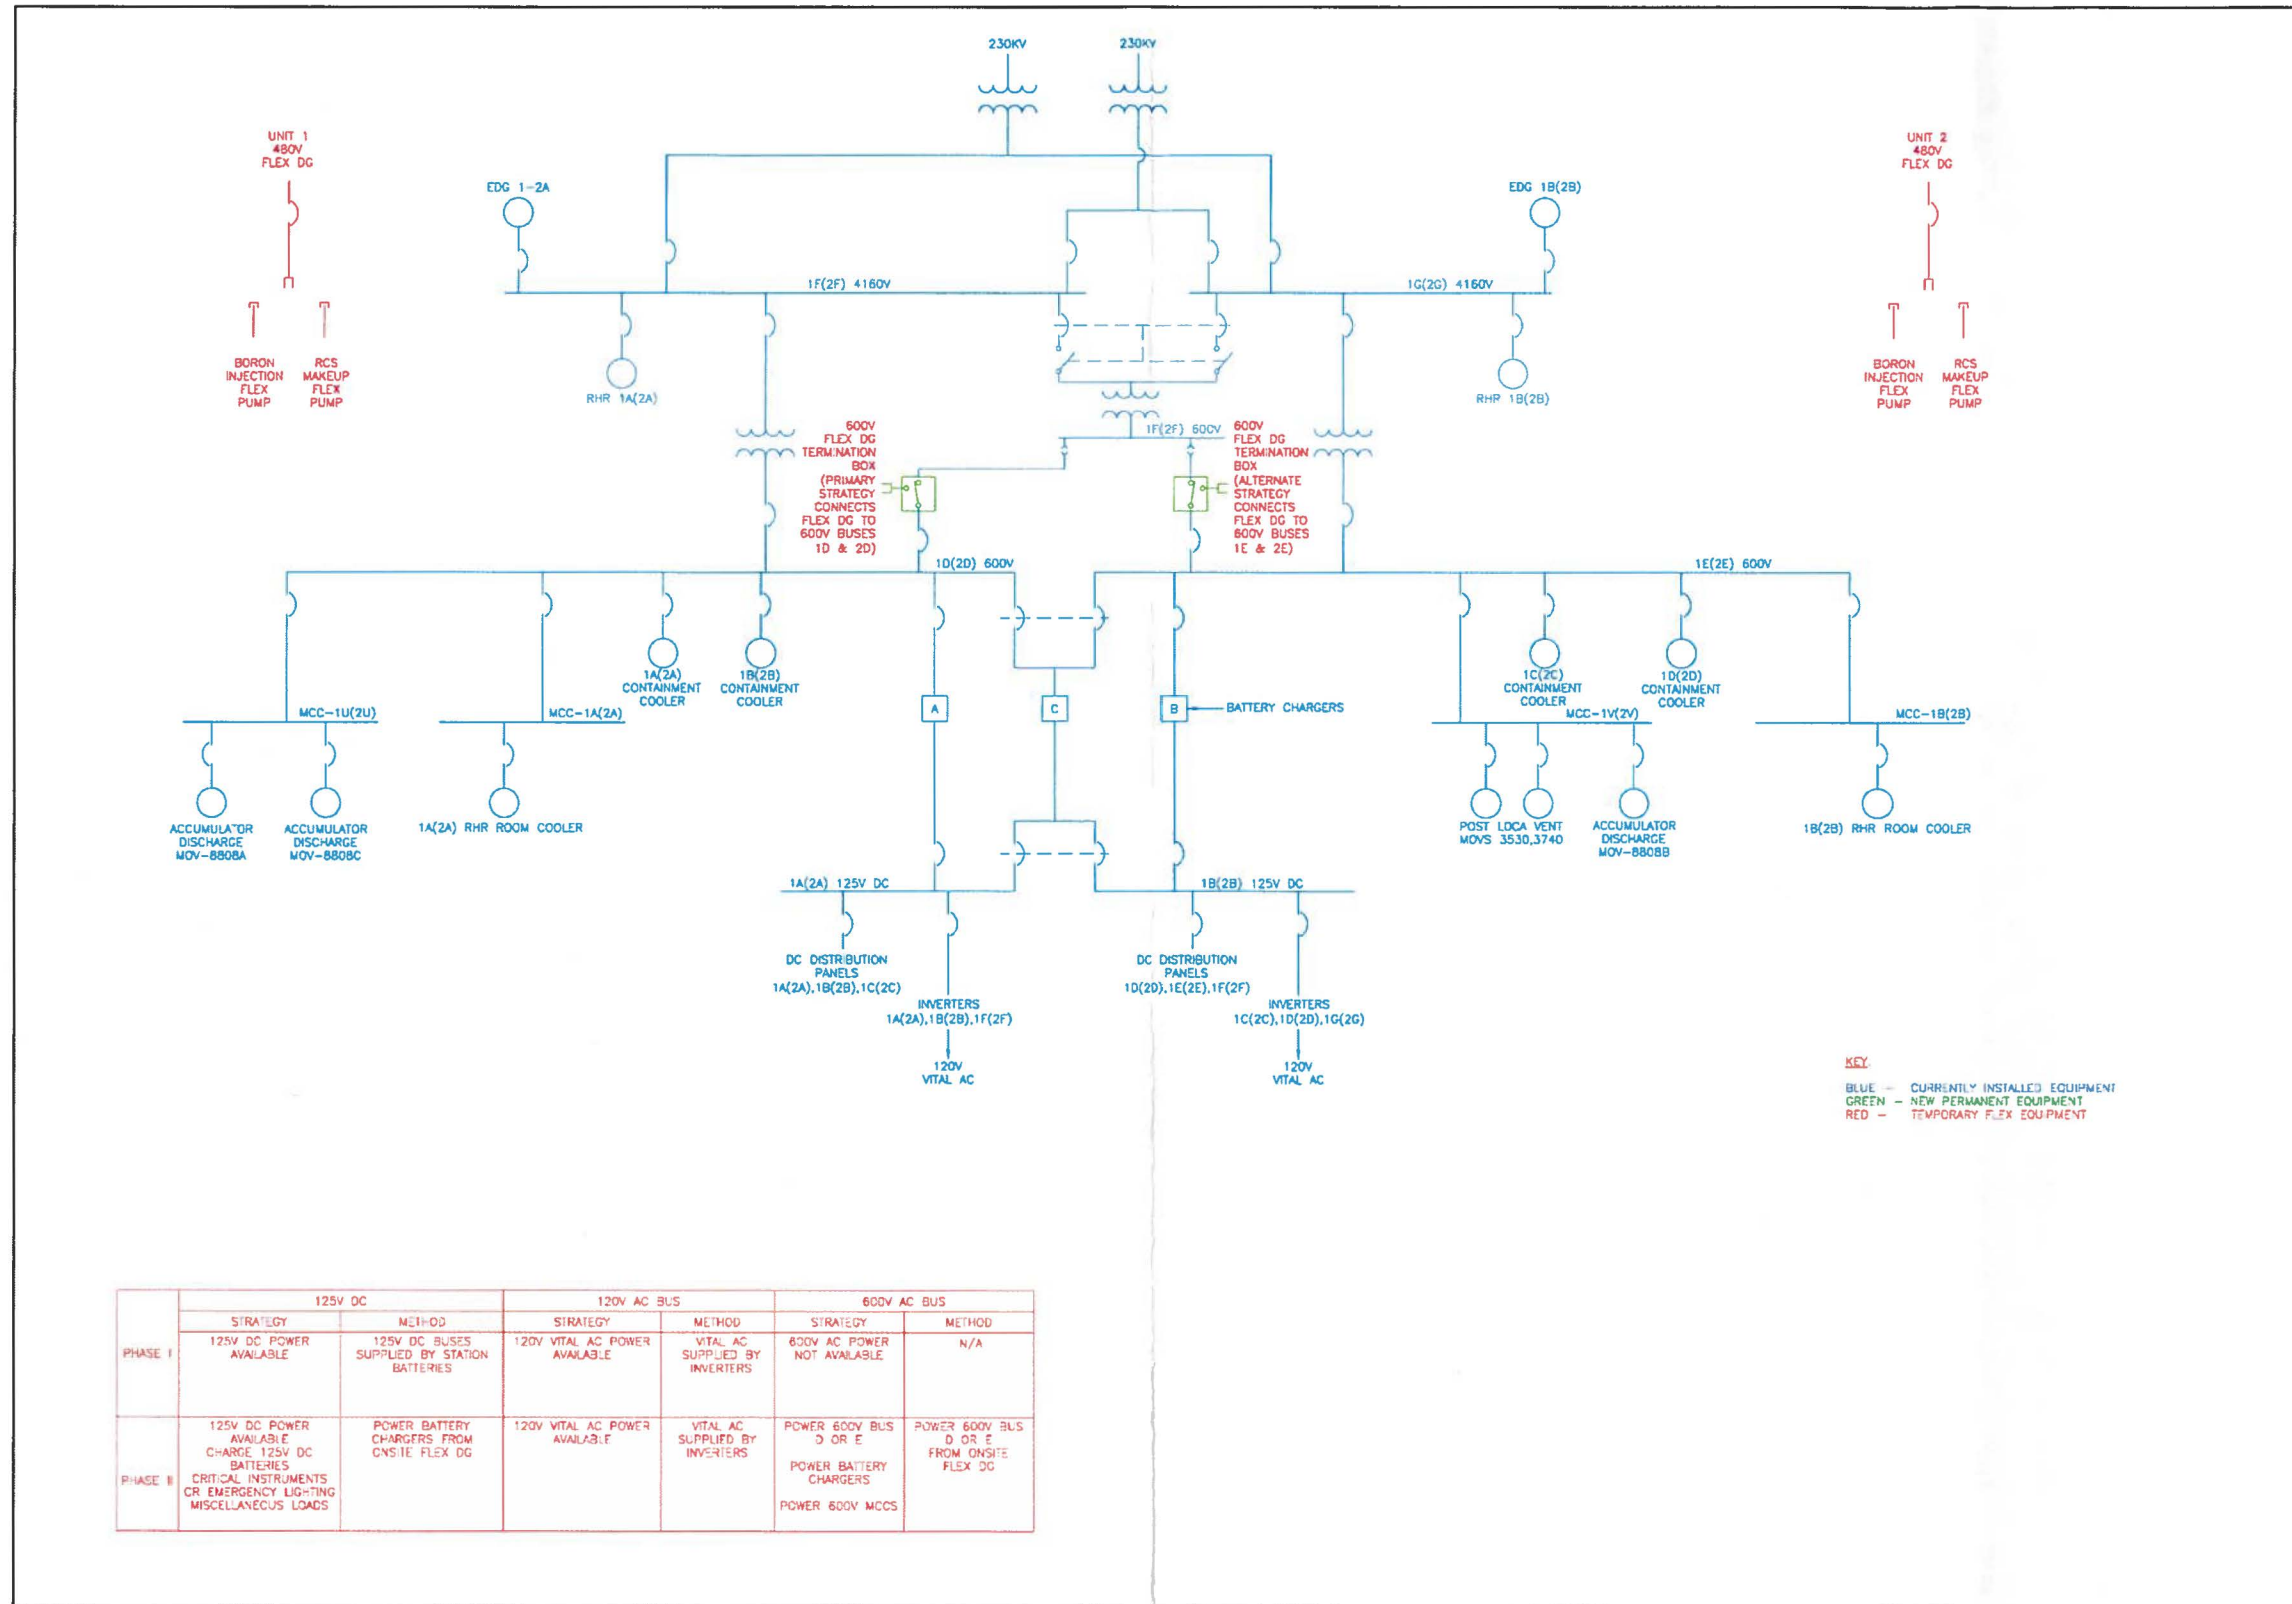 230KV
230KV
UNIT 1
480V
FLEX DG
UNIT 2
480V
FLEX DG
EDG 1-2A
EDG 1B(2B)
1F(2F) 4160V
1G(2G) 4160V
BORON
INJECTION
FLEX
PUMP
RCS
MAKEUP
FLEX
PUMP
RHR 1A(2A)
RHR 1B(2B)
BORON
INJECTION
FLEX
PUMP
RCS
MAKEUP
FLEX
PUMP
1F(2F) 600V
600V
FLEX DG
TERMINATION
BOX
(PRIMARY
STRATEGY
CONNECTS
FLEX DG TO
600V BUSES
1D & 2D)
600V
FLEX DG
TERMINATION
BOX
(ALTERNATE
STRATEGY
CONNECTS
FLEX DG TO
600V BUSES
1E & 2E)
1D(2D) 600V
1E(2E) 600V
1A(2A)
CONTAINMENT
COOLER
1B(2B)
CONTAINMENT
COOLER
1C(2C)
CONTAINMENT
COOLER
1D(2D)
CONTAINMENT
COOLER
MCC-1U(2U)
MCC-1A(2A)
A
C
B
BATTERY CHARGERS
MCC-1V(2V)
MCC-1B(2B)
ACCUMULATOR
DISCHARGE
MOV-8808A
ACCUMULATOR
DISCHARGE
MOV-8808C
1A(2A) RHR ROOM COOLER
POST LOCA VENT
MOVS 3530,3740
ACCUMULATOR
DISCHARGE
MOV-8808B
1B(2B) RHR ROOM COOLER
1A(2A) 125V DC
1B(2B) 125V DC
DC DISTRIBUTION
PANELS
1A(2A),1B(2B),1C(2C)
INVERTERS
1A(2A),1B(2B),1F(2F)
120V
VITAL AC
DC DISTRIBUTION
PANELS
1D(2D),1E(2E),1F(2F)
INVERTERS
1C(2C),1D(2D),1G(2G)
120V
VITAL AC
KEY:
BLUE - CURRENTLY INSTALLED EQUIPMENT
GREEN - NEW PERMANENT EQUIPMENT
RED - TEMPORARY FLEX EQUIPMENT
125V DC
120V AC BUS
600V AC BUS
STRATEGY
METHOD
STRATEGY
METHOD
STRATEGY
METHOD
PHASE I
125V DC POWER
AVAILABLE
125V DC BUSES
SUPPLIED BY STATION
BATTERIES
120V VITAL AC POWER
AVAILABLE
VITAL AC
SUPPLIED BY
INVERTERS
600V AC POWER
NOT AVAILABLE
N/A
PHASE II
125V DC POWER
AVAILABLE
CHARGE 125V DC
BATTERIES
CRITICAL INSTRUMENTS
CR EMERGENCY LIGHTING
MISCELLANEOUS LOADS
POWER BATTERY
CHARGERS FROM
ONSITE FLEX DG
120V VITAL AC POWER
AVAILABLE
VITAL AC
SUPPLIED BY
INVERTERS
POWER 600V BUS
D OR E
POWER BATTERY
CHARGERS
POWER 600V MCCS
POWER 600V BUS
D OR E
FROM ONSITE
FLEX DG